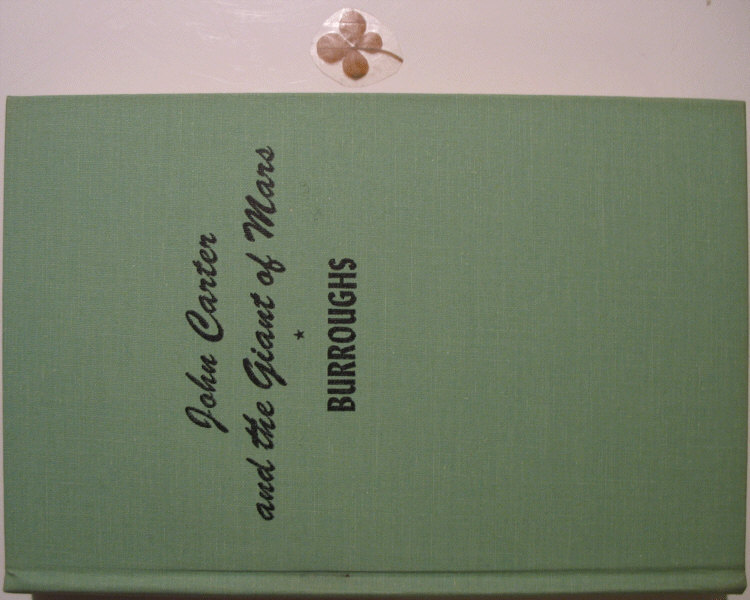 John Carter
and the Giant of Mars
★
BURROUGHS